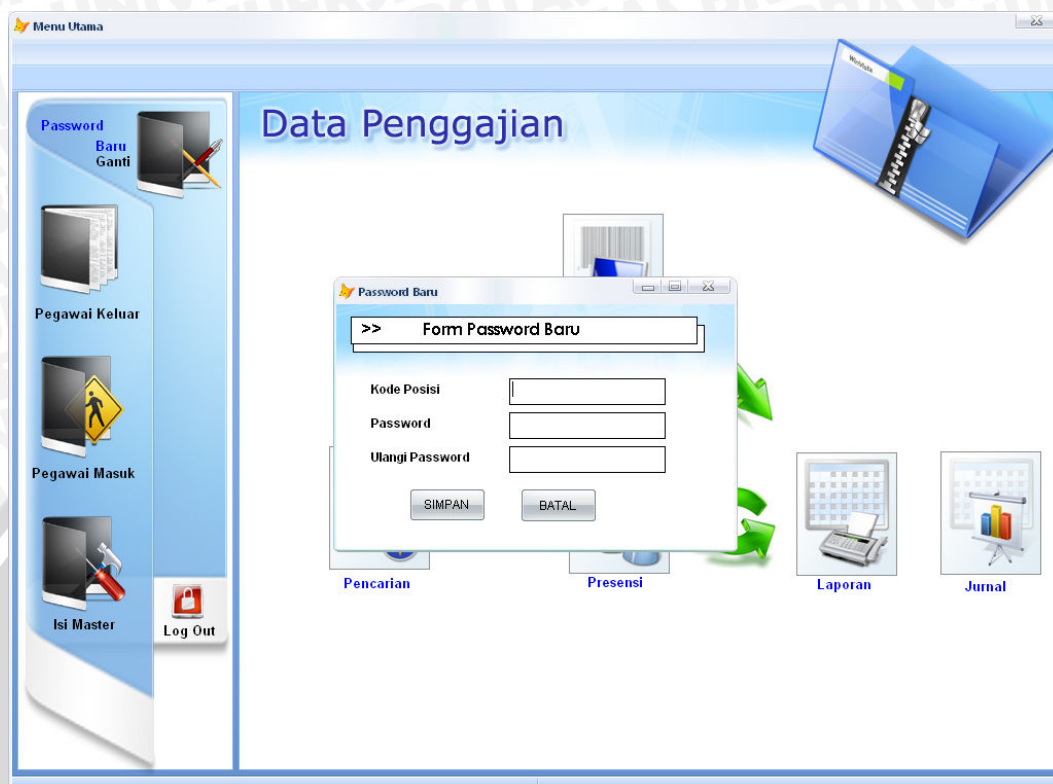 Menu Utama
Password
Baru
Ganti
Data Penggajian
Pegawai Keluar
Pegawai Masuk
Isi Master
Log Out
Password Baru
>> Form Password Baru
Kode Posisi
Password
Ulangi Password
SIMPAN
BATAL
Pencarian
Presensi
Laporan
Jurnal